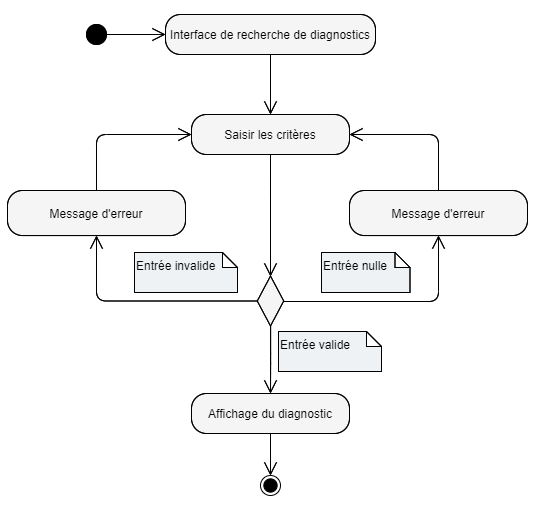 Interface de recherche de diagnostics
Saisir les critères
Message d'erreur
Message d'erreur
Entrée invalide
Entrée nulle
Entrée valide
Affichage du diagnostic